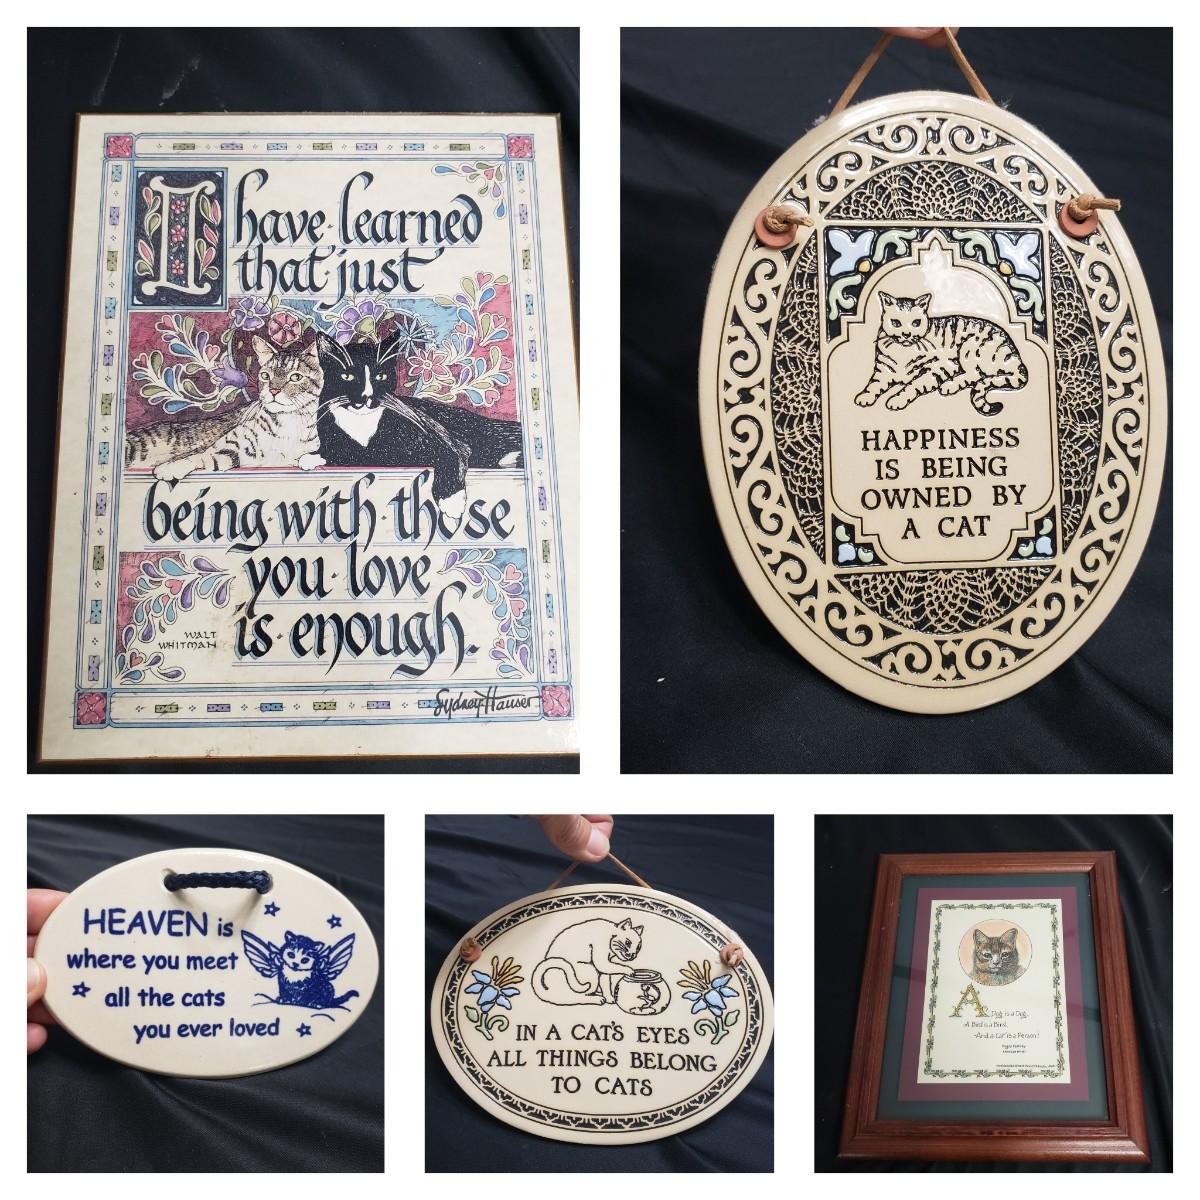 I have learned
that just
being with those
you love
is enough.
WALT
WHITMAN
Sydney Hauser
HAPPINESS
IS BEING
OWNED BY
A CAT
HEAVEN is
where you meet
all the cats
you ever loved
IN A CAT'S EYES
ALL THINGS BELONG
TO CATS
A Dog is a Dog,
A Bird is a Bird,
And a Cat is a Person!